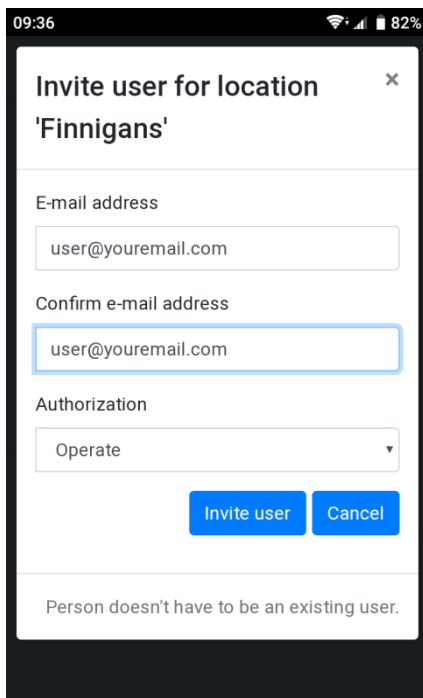 09:36 82%
Invite user for location ×
'Finnigans'
E-mail address
user@youremail.com
Confirm e-mail address
user@youremail.com
Authorization
Operate
Invite user Cancel
Person doesn't have to be an existing user.